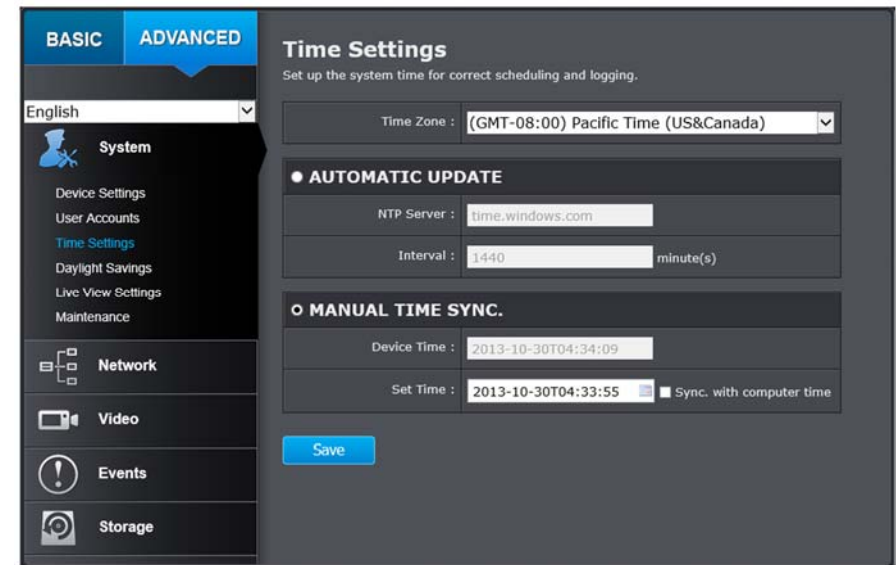 BASIC
ADVANCED
English
System
Device Settings
User Accounts
Time Settings
Daylight Savings
Live View Settings
Maintenance
Network
Video
Events
Storage
Time Settings
Set up the system time for correct scheduling and logging.
Time Zone : (GMT-08:00) Pacific Time (US&Canada)
AUTOMATIC UPDATE
NTP Server : time.windows.com
Interval : 1440 minute(s)
MANUAL TIME SYNC.
Device Time : 2013-10-30T04:34:09
Set Time : 2013-10-30T04:33:55 Sync. with computer time
Save